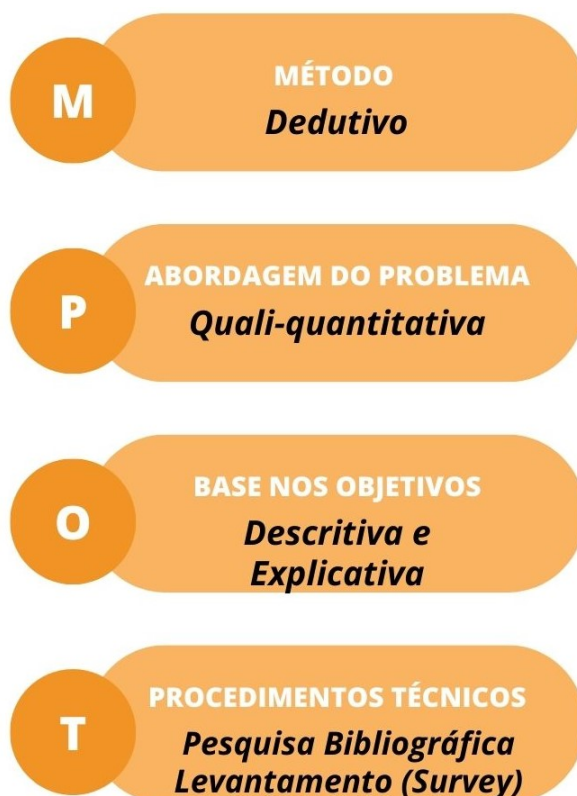 M
MÉTODO
Dedutivo
P
ABORDAGEM DO PROBLEMA
Quali-quantitativa
O
BASE NOS OBJETIVOS
Descritiva e
Explicativa
T
PROCEDIMENTOS TÉCNICOS
Pesquisa Bibliográfica
Levantamento (Survey)